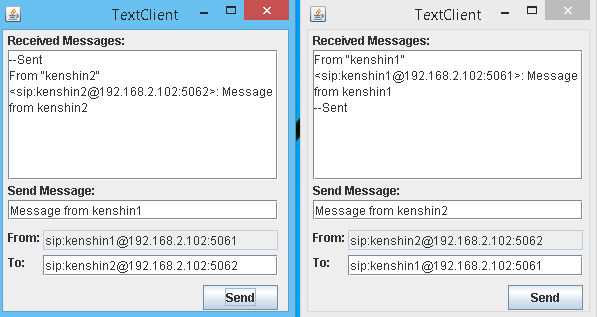 TextClient
Received Messages:
--Sent
From "kenshin2"
<sip:kenshin2@192.168.2.102:5062>: Message
from kenshin2
Send Message:
Message from kenshin1
From: sip:kenshin1@192.168.2.102:5061
To: sip:kenshin2@192.168.2.102:5062
Send
TextClient
Received Messages:
From "kenshin1"
<sip:kenshin1@192.168.2.102:5061>: Message
from kenshin1
--Sent
Send Message:
Message from kenshin2
From: sip:kenshin2@192.168.2.102:5062
To: sip:kenshin1@192.168.2.102:5061
Send